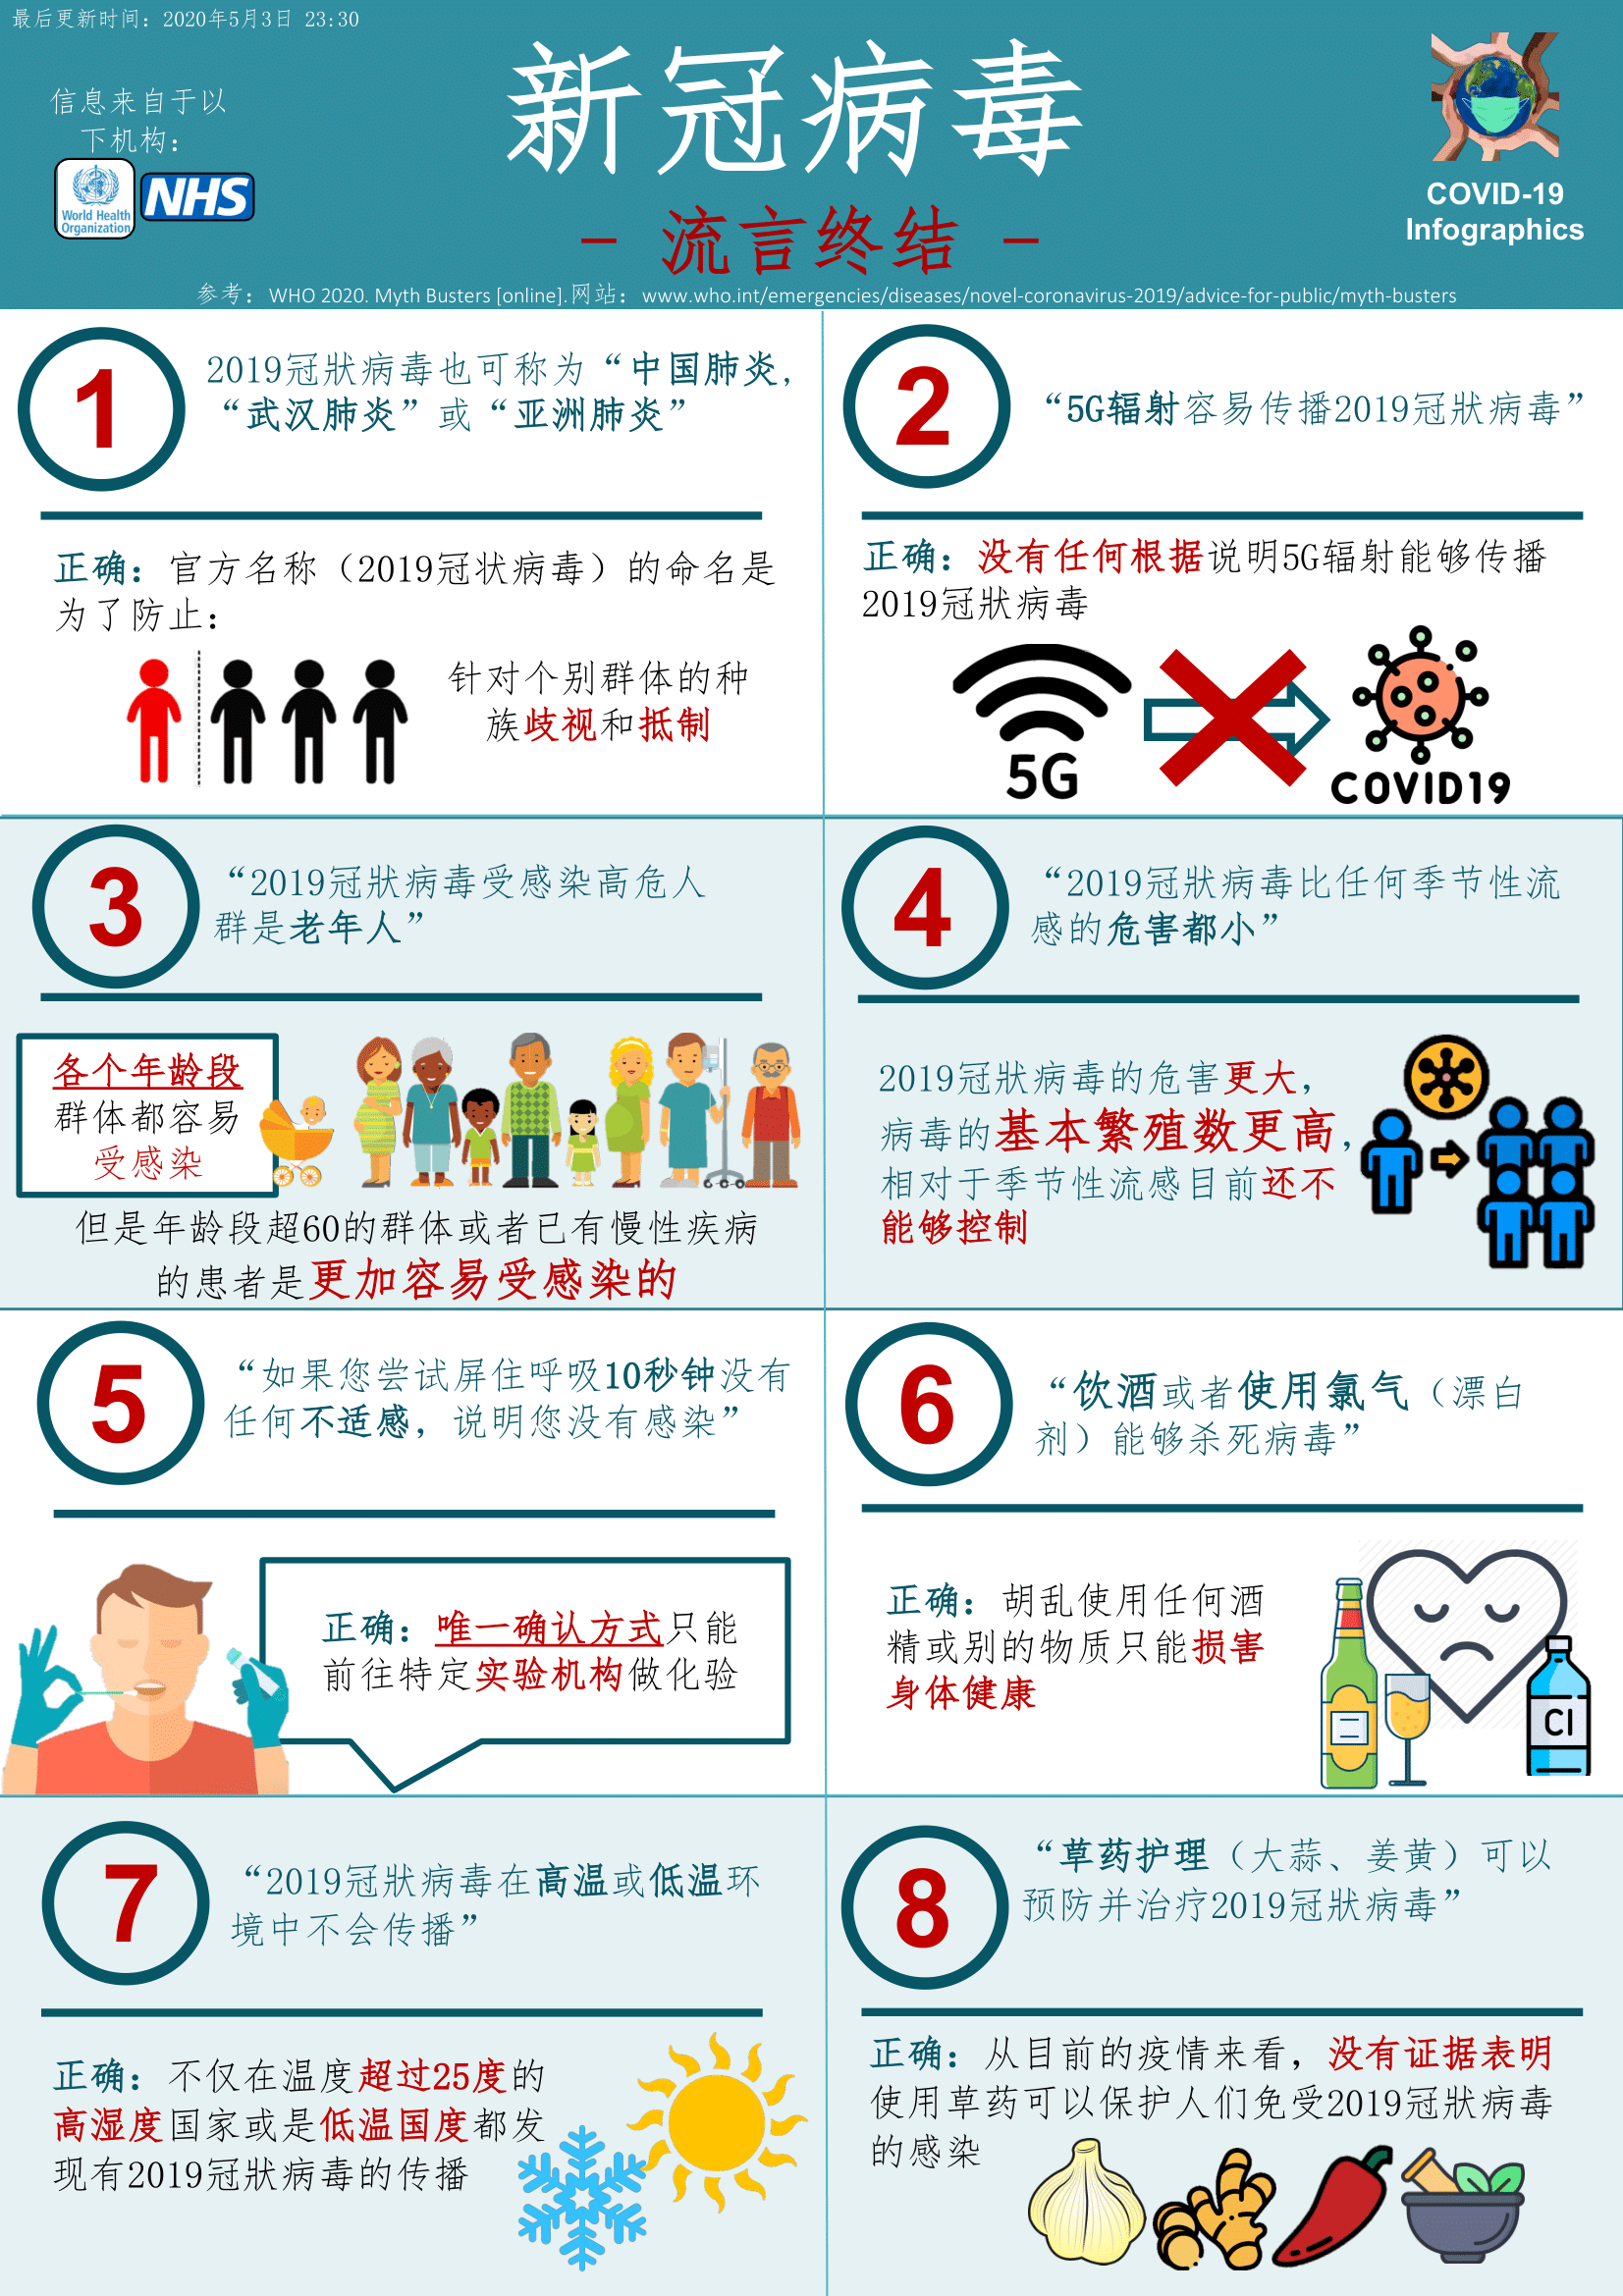 最后更新时间：2020年5月3日 23:30
信息来自于以
下机构：
World Health
Organization
NHS
新冠病毒
- 流言终结 -
COVID-19
Infographics
参考：WHO 2020. Myth Busters [online].网站：www.who.int/emergencies/diseases/novel-coronavirus-2019/advice-for-public/myth-busters
1
2019冠狀病毒也可称为“中国肺炎，
“武汉肺炎”或“亚洲肺炎”
正确：官方名称（2019冠状病毒）的命名是
为了防止：
针对个别群体的种
族歧视和抵制
2
“5G辐射容易传播2019冠狀病毒”
正确：没有任何根据说明5G辐射能够传播
2019冠狀病毒
5G
COVID19
3
“2019冠狀病毒受感染高危人
群是老年人”
各个年龄段
群体都容易
受感染
但是年龄段超60的群体或者已有慢性疾病
的患者是更加容易受感染的
4
“2019冠狀病毒比任何季节性流
感的危害都小”
2019冠狀病毒的危害更大，
病毒的基本繁殖数更高，
相对于季节性流感目前还不
能够控制
5
“如果您尝试屏住呼吸10秒钟没有
任何不适感，说明您没有感染”
正确：唯一确认方式只能
前往特定实验机构做化验
6
“饮酒或者使用氯气（漂白
剂）能够杀死病毒”
正确：胡乱使用任何酒
精或别的物质只能损害
身体健康
Cl
7
“2019冠狀病毒在高温或低温环
境中不会传播”
正确：不仅在温度超过25度的
高湿度国家或是低温国度都发
现有2019冠狀病毒的传播
8
“草药护理（大蒜、姜黄）可以
预防并治疗2019冠狀病毒”
正确：从目前的疫情来看，没有证据表明
使用草药可以保护人们免受2019冠狀病毒
的感染